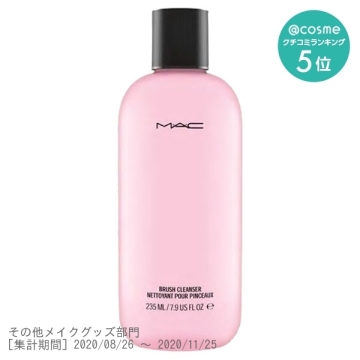 @cosme
クチコミランキング
5位
MAC
BRUSH CLEANSER
NETTOYANT POUR PINCEAUX
235 ML / 7.9 US FL OZ
その他メイクグッズ部門
[集計期間] 2020/08/26 ～ 2020/11/25